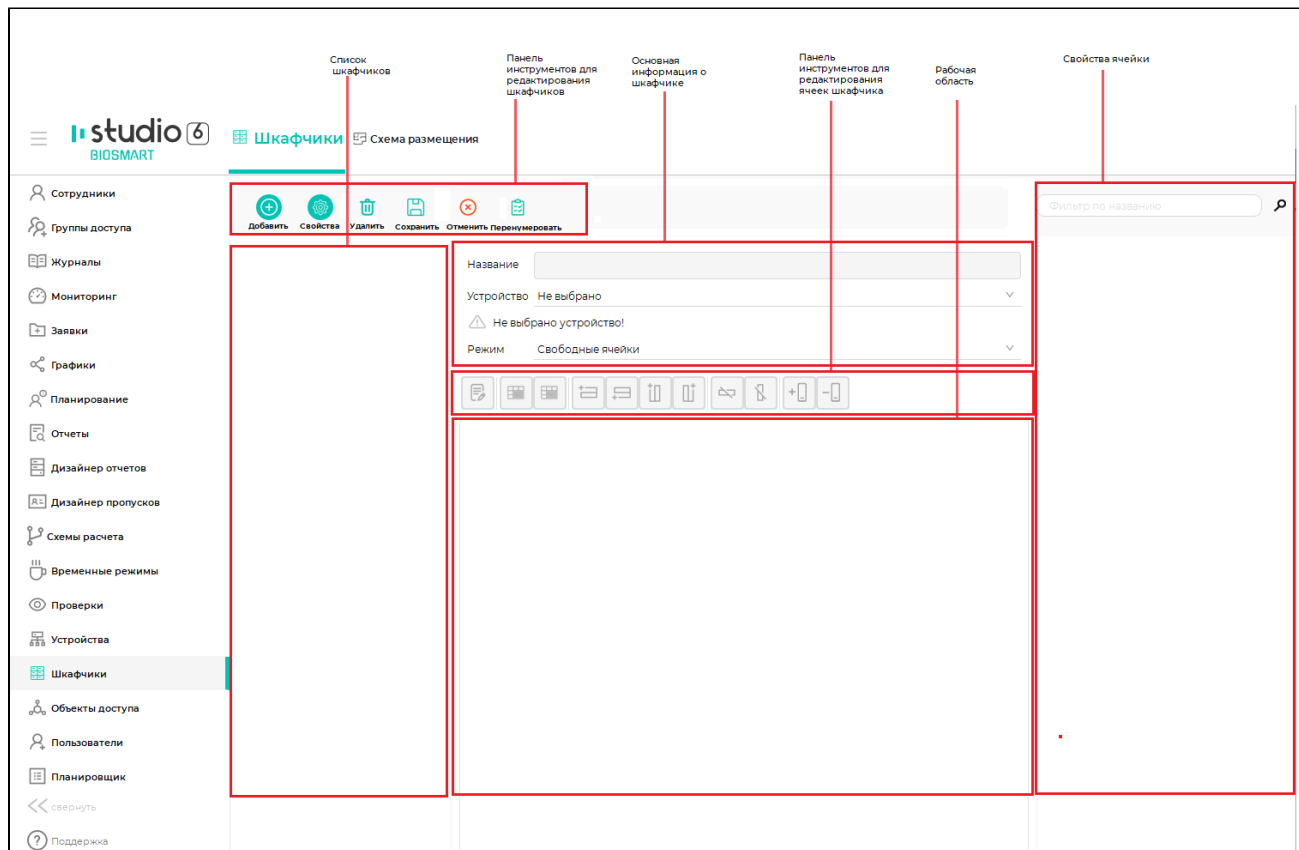 Список
шкафчиков
Панель
инструментов для
редактирования
шкафчиков
Основная
информация о
шкафчике
Панель
инструментов для
редактирования
ячеек шкафчика
Рабочая
область
Свойства ячейки
studio 6
BIOSMART
Шкафчики
Схема размещения
Сотрудники
Группы доступа
Журналы
Мониторинг
Заявки
Графики
Планирование
Отчеты
Дизайнер отчетов
Дизайнер пропусков
Схемы расчета
Временные режимы
Проверки
Устройства
Шкафчики
Объекты доступа
Пользователи
Планировщик
свернуть
Поддержка
Добавить Свойства Удалить Сохранить Отменить Перенумеровать
Название
Устройство Не выбрано
Не выбрано устройство!
Режим Свободные ячейки
Фильтр по названию